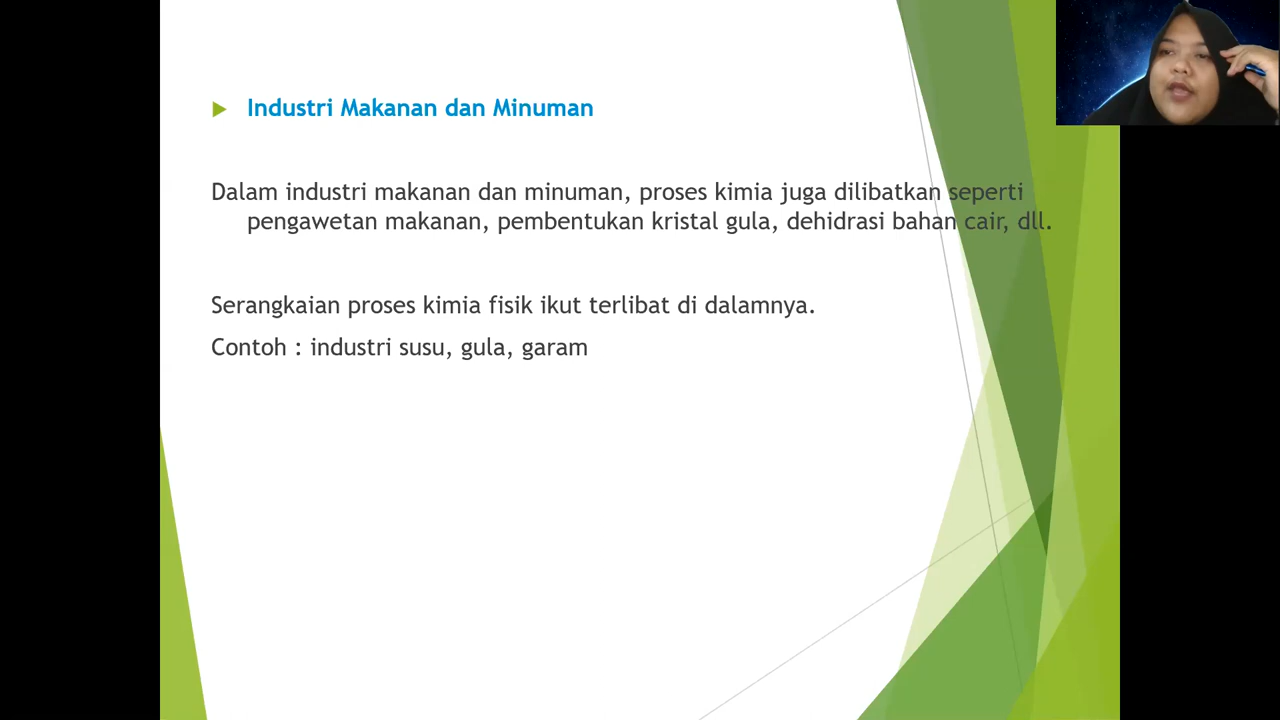 Industri Makanan dan Minuman
Dalam industri makanan dan minuman, proses kimia juga dilibatkan seperti
pengawetan makanan, pembentukan kristal gula, dehidrasi bahan cair, dll.
Serangkaian proses kimia fisik ikut terlibat di dalamnya.
Contoh : industri susu, gula, garam